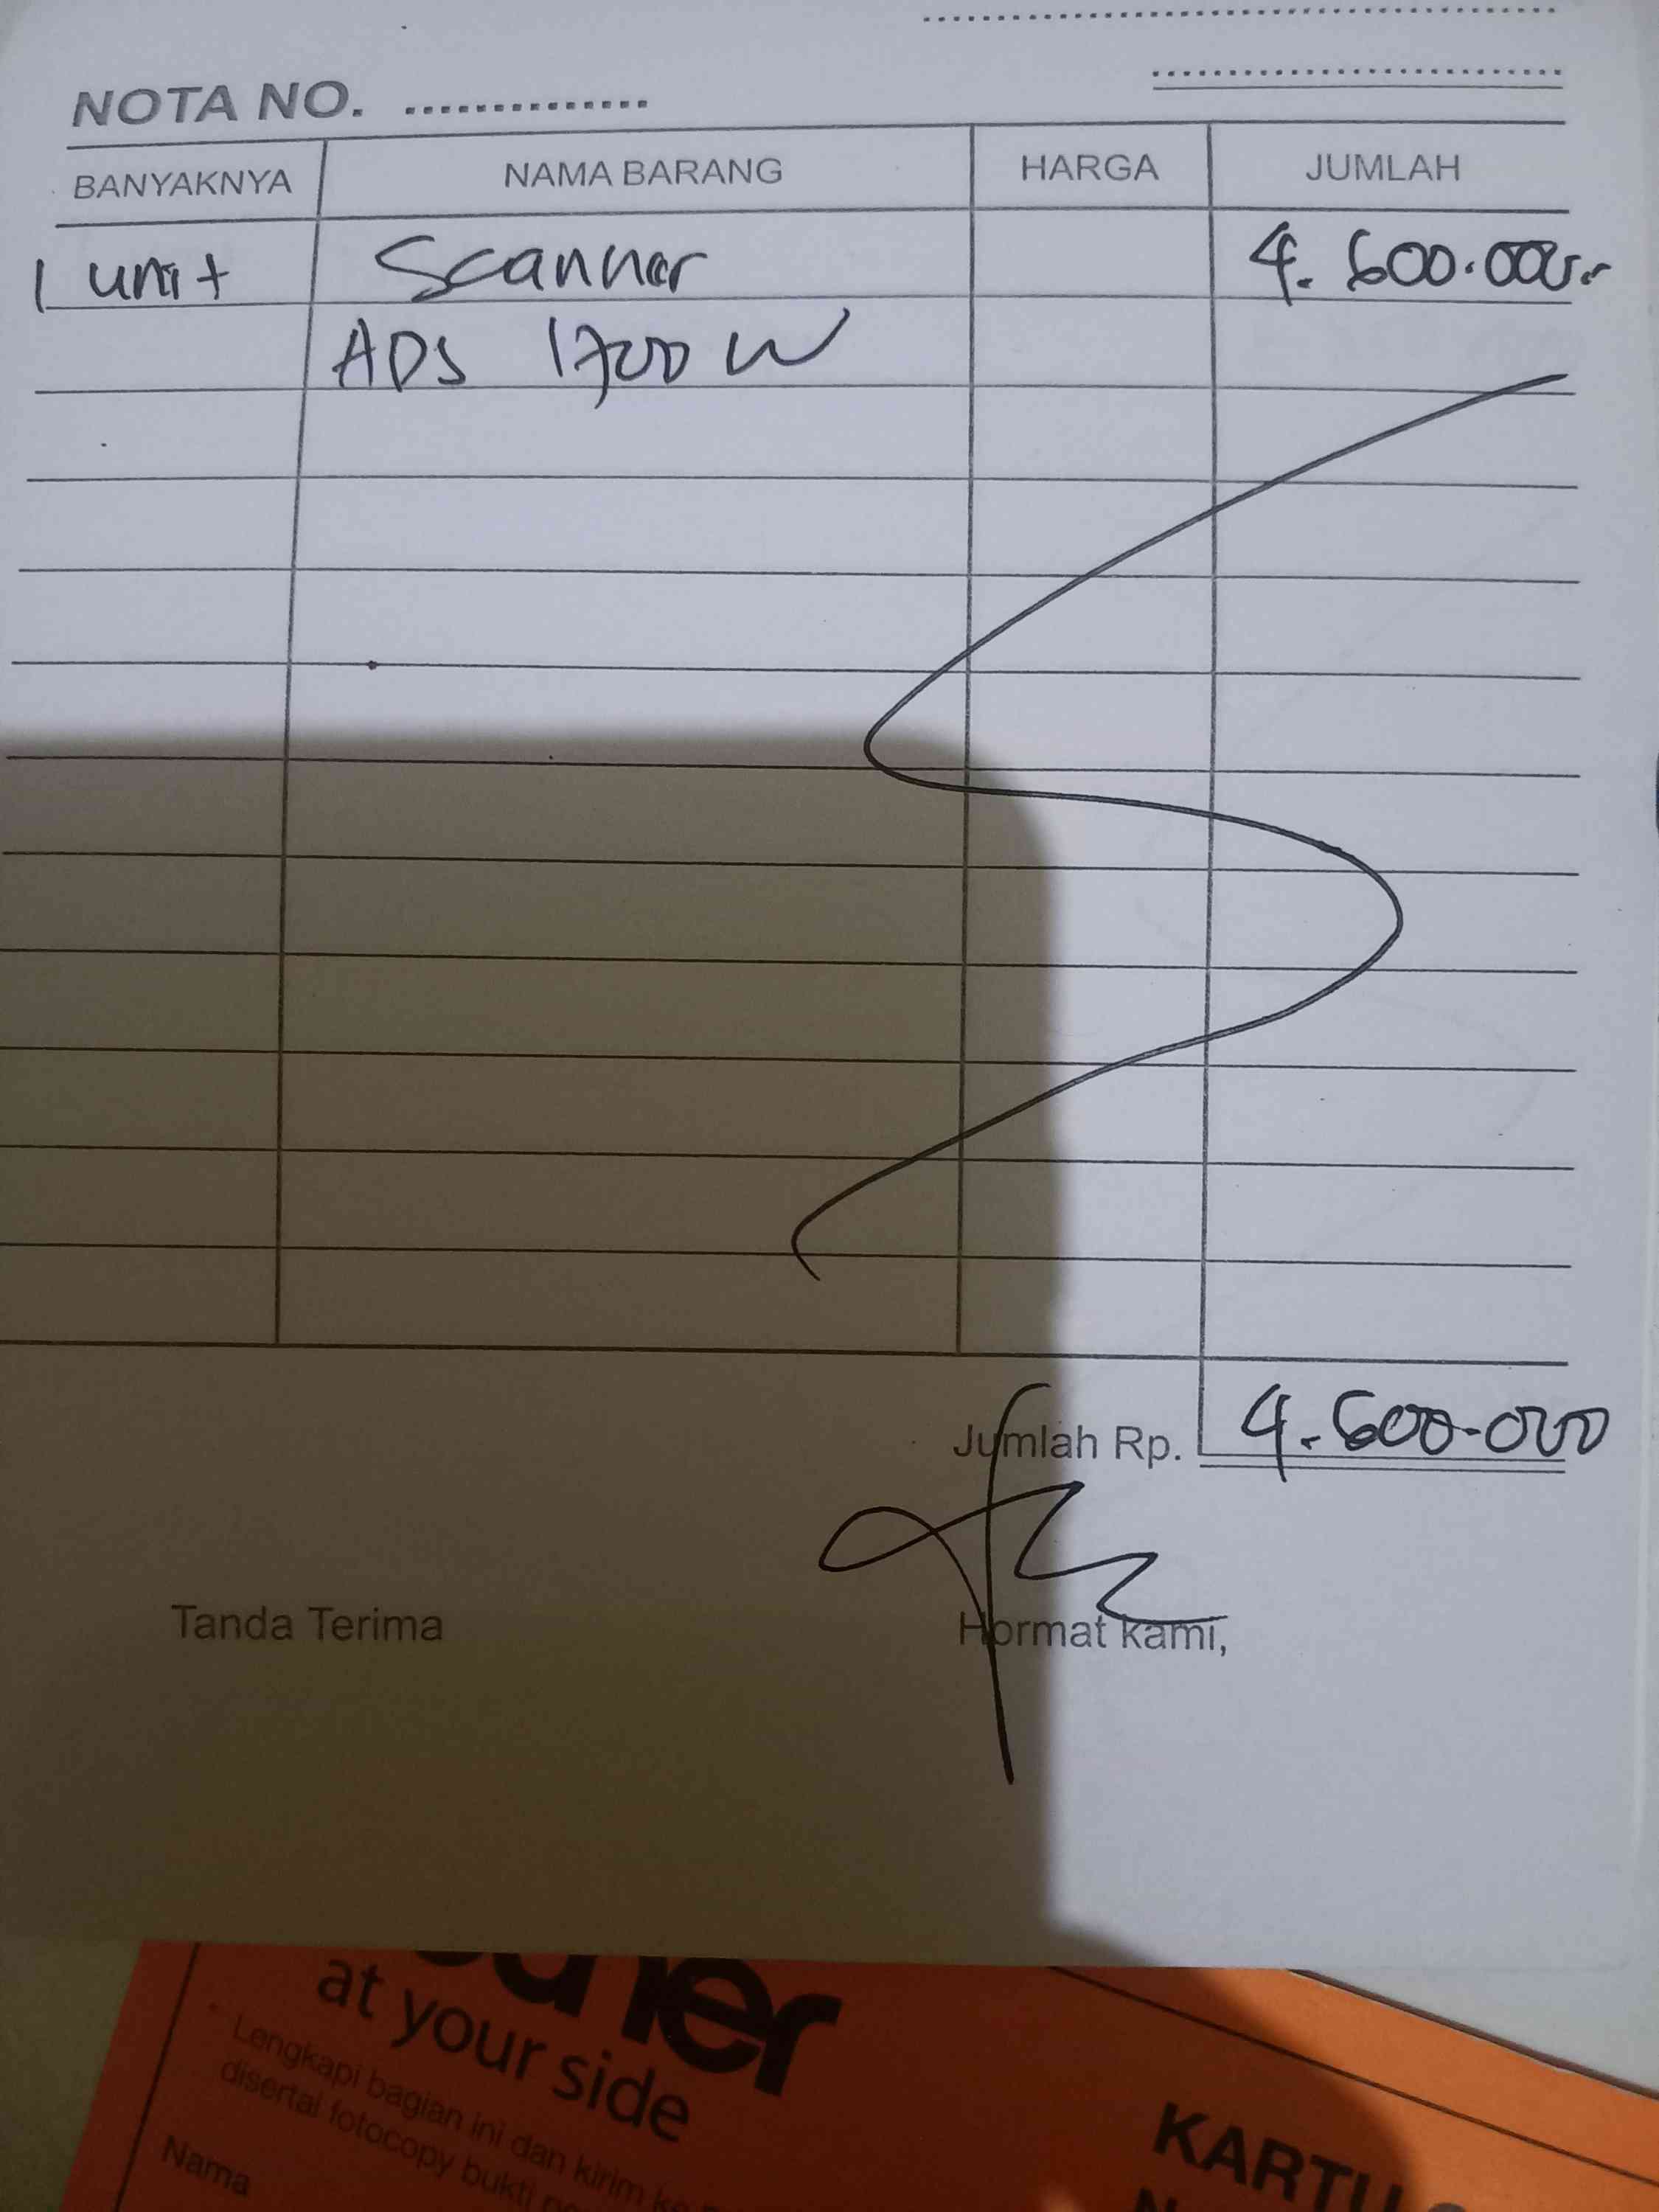 NOTA NO. ..............
BANYAKNYA NAMA BARANG HARGA JUMLAH
1 unit Scanner 4.600.000.-
ADS 1700 W
Jumlah Rp. 4.600.000
Tanda Terima Hormat kami,
at your side
Lengkapi bagian ini dan kirim
disertai fotocopy bukti
Nama
KARTU